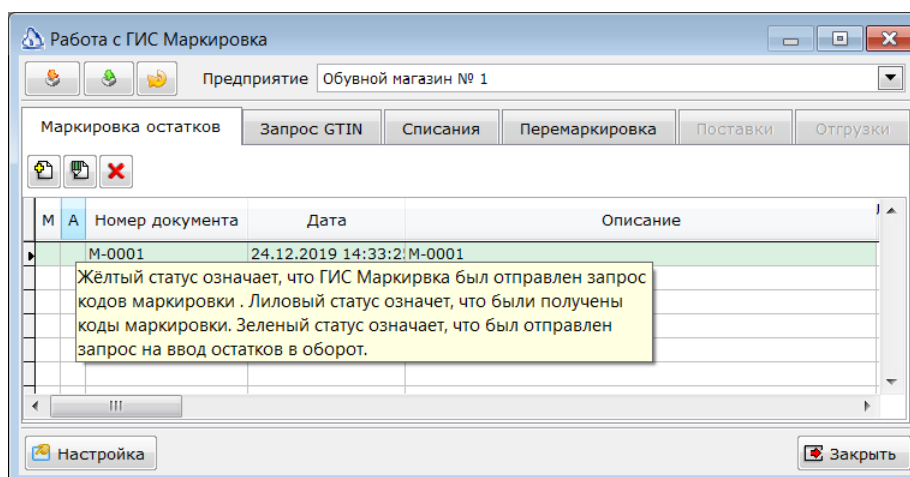 Работа с ГИС Маркировка
Предприятие Обувной магазин № 1
Маркировка остатков Запрос GTIN Списания Перемаркировка Поставки Отгрузки
М А Номер документа Дата Описание
М-0001 24.12.2019 14:33:2 М-0001
Жёлтый статус означает, что ГИС Маркирвка был отправлен запрос
кодов маркировки . Лиловый статус означет, что были получены
коды маркировки. Зеленый статус означает, что был отправлен
запрос на ввод остатков в оборот.
Настройка Закрыть